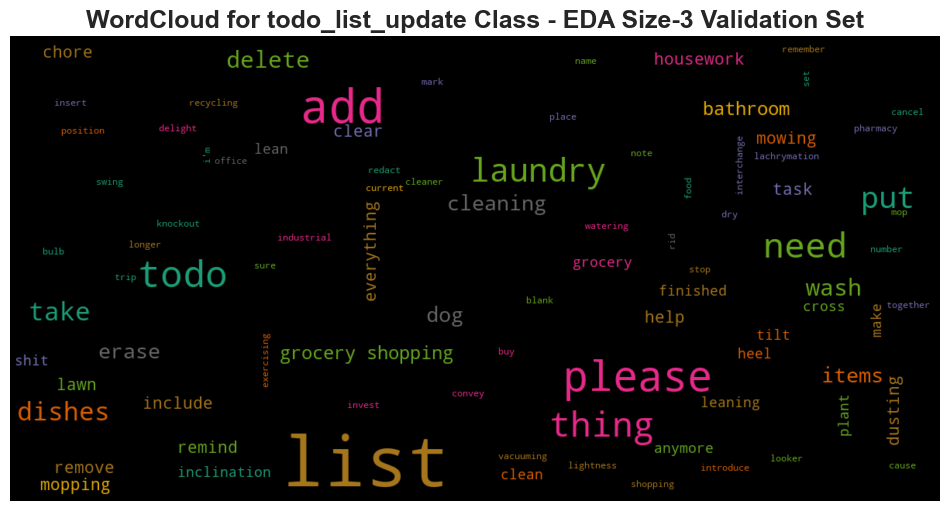 WordCloud for todo_list_update Class - EDA Size-3 Validation Set
chore
delete
name
housework
remember
set
mark
insert
recycling
add
place
bathroom
cancel
position
delight
clear
mowing
pharmacy
i'm
office
lean
note
interchange
lachrymation
laundry
redact
current
cleaner
swing
food
task
put
cleaning
dry
mop
knockout
everything
watering
industrial
rid
need
number
longer
bulb
sure
grocery
stop
trip
todo
blank
finished
wash
together
take
dog
help
cross
make
tilt
shit
erase
exercising
grocery shopping
buy
heel
items
lawn
please
convey
dishes
include
invest
leaning
plant
dusting
thing
remind
list
anymore
remove
inclination
vacuuming
lightness
clean
introduce
looker
cause
mopping
shopping